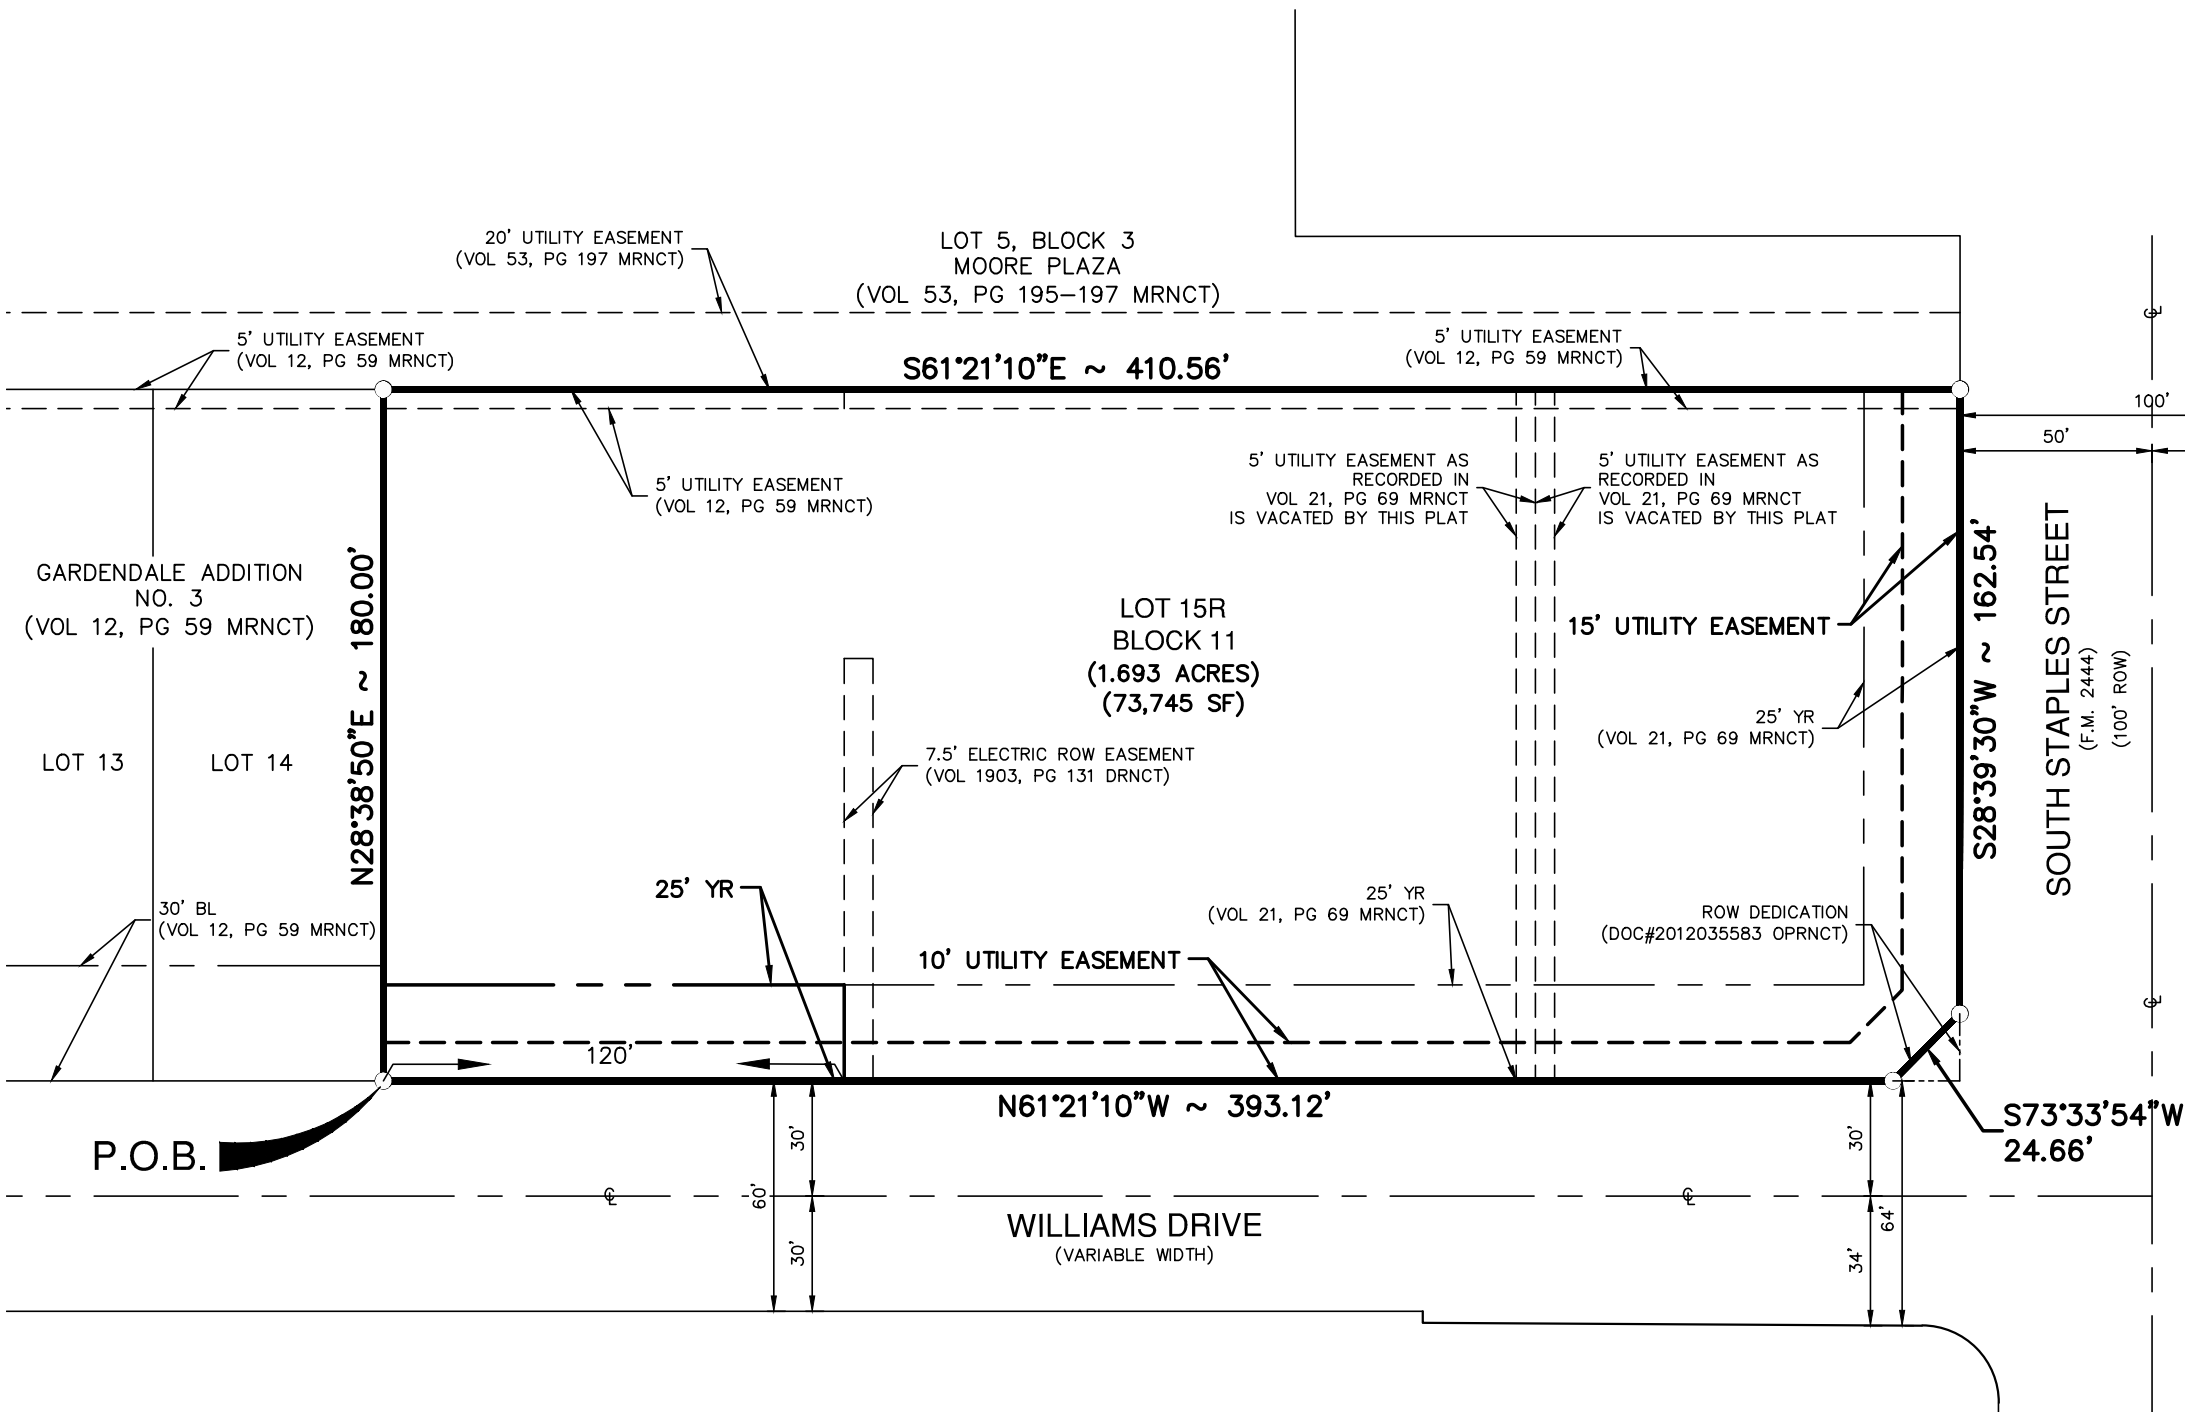 20' UTILITY EASEMENT
(VOL 53, PG 197 MRNCT)
LOT 5, BLOCK 3
MOORE PLAZA
(VOL 53, PG 195–197 MRNCT)
5' UTILITY EASEMENT
(VOL 12, PG 59 MRNCT)
S61°21'10"E ~ 410.56'
5' UTILITY EASEMENT
(VOL 12, PG 59 MRNCT)
℄
100'
50'
5' UTILITY EASEMENT
(VOL 12, PG 59 MRNCT)
5' UTILITY EASEMENT AS
RECORDED IN
VOL 21, PG 69 MRNCT
IS VACATED BY THIS PLAT
5' UTILITY EASEMENT AS
RECORDED IN
VOL 21, PG 69 MRNCT
IS VACATED BY THIS PLAT
GARDENDALE ADDITION
NO. 3
(VOL 12, PG 59 MRNCT)
N28°38'50"E ~ 180.00'
LOT 15R
BLOCK 11
(1.693 ACRES)
(73,745 SF)
15' UTILITY EASEMENT
S28°39'30"W ~ 162.54'
SOUTH STAPLES STREET
(F.M. 2444)
(100' ROW)
25' YR
(VOL 21, PG 69 MRNCT)
LOT 13
LOT 14
7.5' ELECTRIC ROW EASEMENT
(VOL 1903, PG 131 DRNCT)
25' YR
25' YR
(VOL 21, PG 69 MRNCT)
30' BL
(VOL 12, PG 59 MRNCT)
ROW DEDICATION
(DOC#2012035583 OPRNCT)
10' UTILITY EASEMENT
℄
120'
N61°21'10"W ~ 393.12'
S73°33'54"W
24.66'
P.O.B.
30'
60'
30'
30'
64'
34'
℄
℄
WILLIAMS DRIVE
(VARIABLE WIDTH)